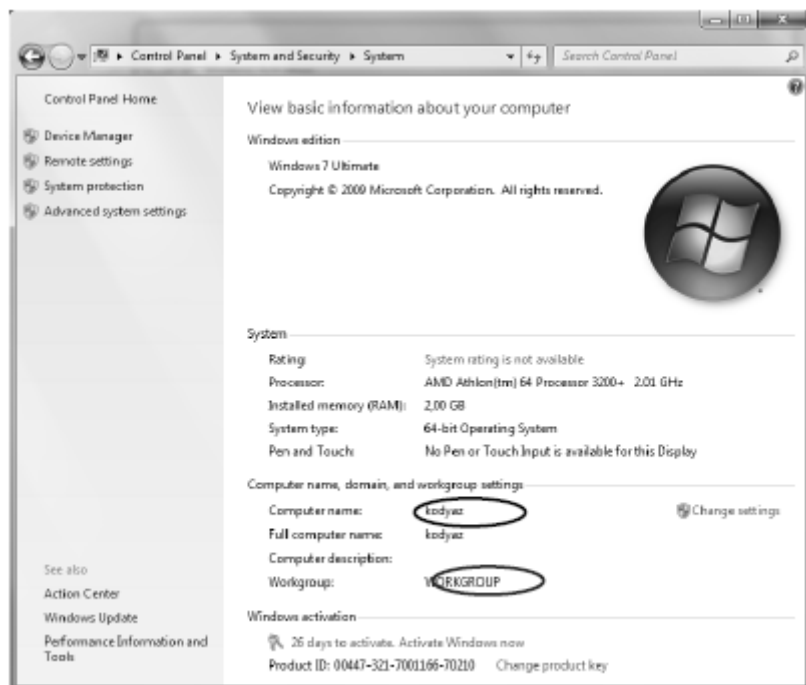 Control Panel ▸ System and Security ▸ System
Search Control Panel
Control Panel Home
Device Manager
Remote settings
System protection
Advanced system settings
See also
Action Center
Windows Update
Performance Information and
Tools
View basic information about your computer
Windows edition
Windows 7 Ultimate
Copyright © 2009 Microsoft Corporation. All rights reserved.
System
Rating: System rating is not available
Processor: AMD Athlon(tm) 64 Processor 3200+ 2.01 GHz
Installed memory (RAM): 2,00 GB
System type: 64-bit Operating System
Pen and Touch: No Pen or Touch Input is available for this Display
Computer name, domain, and workgroup settings
Computer name: kodyaz
Change settings
Full computer name: kodyaz
Computer description:
Workgroup: WORKGROUP
Windows activation
26 days to activate. Activate Windows now
Product ID: 00447-321-7001166-70210 Change product key